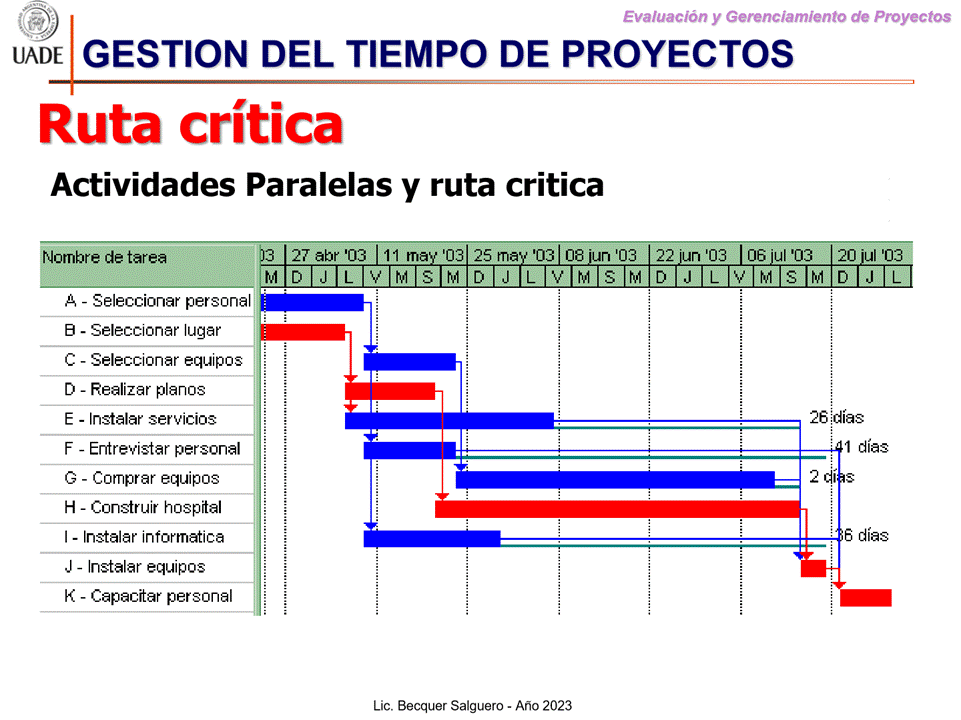 Evaluación y Gerenciamiento de Proyectos
UADE
GESTION DEL TIEMPO DE PROYECTOS
Ruta crítica
Actividades Paralelas y ruta critica
Nombre de tarea
03 27 abr '03 11 may '03 25 may '03 08 jun '03 22 jun '03 06 jul '03 20 jul '03
M D J L V M S M D J L V M S M D J L V M S M D J L
A - Seleccionar personal
B - Seleccionar lugar
C - Seleccionar equipos
D - Realizar planos
E - Instalar servicios 26 días
F - Entrevistar personal 41 días
G - Comprar equipos 2 días
H - Construir hospital
I - Instalar informatica 36 días
J - Instalar equipos
K - Capacitar personal
Lic. Becquer Salguero - Año 2023